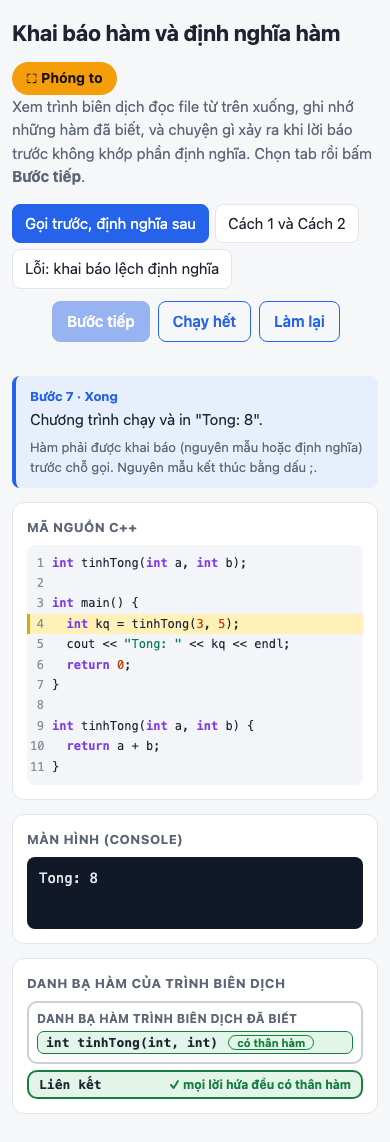 Khai báo hàm và định nghĩa hàm
⛶ Phóng to
Xem trình biên dịch đọc file từ trên xuống, ghi nhớ
những hàm đã biết, và chuyện gì xảy ra khi lời báo
trước không khớp phần định nghĩa. Chọn tab rồi bấm
Bước tiếp.
Gọi trước, định nghĩa sau
Cách 1 và Cách 2
Lỗi: khai báo lệch định nghĩa
Bước tiếp
Chạy hết
Làm lại
Bước 7 · Xong
Chương trình chạy và in "Tong: 8".
Hàm phải được khai báo (nguyên mẫu hoặc định nghĩa)
trước chỗ gọi. Nguyên mẫu kết thúc bằng dấu ;.
MÃ NGUỒN C++
1 int tinhTong(int a, int b);
2
3 int main() {
4   int kq = tinhTong(3, 5);
5   cout << "Tong: " << kq << endl;
6   return 0;
7 }
8
9 int tinhTong(int a, int b) {
10   return a + b;
11 }
MÀN HÌNH (CONSOLE)
Tong: 8
DANH BẠ HÀM CỦA TRÌNH BIÊN DỊCH
DANH BẠ HÀM TRÌNH BIÊN DỊCH ĐÃ BIẾT
int tinhTong(int, int) có thân hàm
Liên kết ✓ mọi lời hứa đều có thân hàm